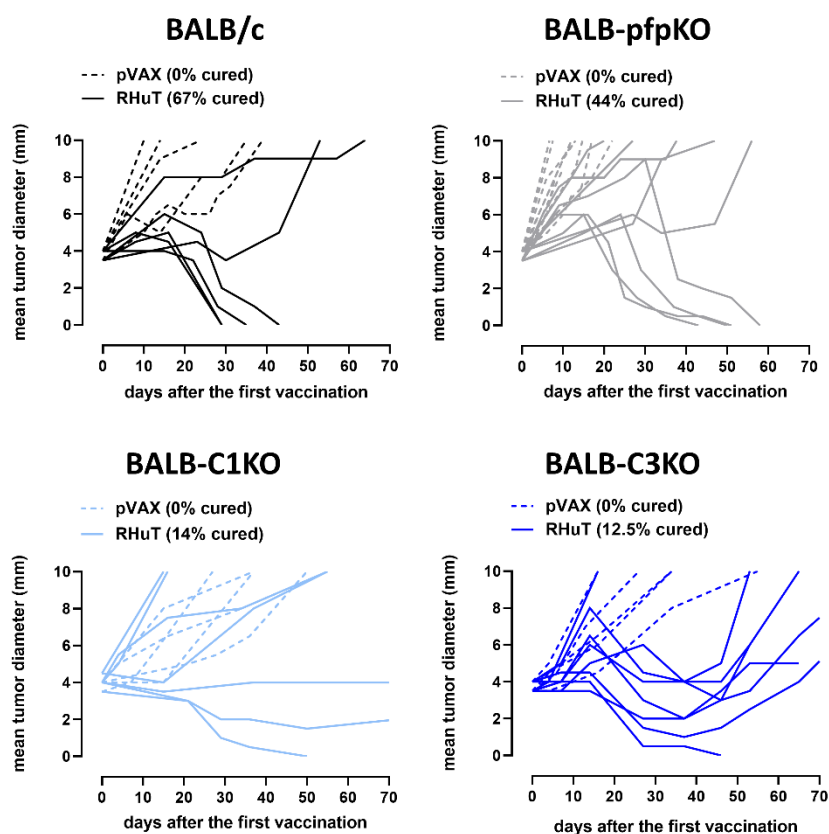 BALB/c
pVAX (0% cured)
RHuT (67% cured)
mean tumor diameter (mm)
10
8
6
4
2
0
0 10 20 30 40 50 60 70
days after the first vaccination
BALB-pfpKO
pVAX (0% cured)
RHuT (44% cured)
mean tumor diameter (mm)
10
8
6
4
2
0
0 10 20 30 40 50 60 70
days after the first vaccination
BALB-C1KO
pVAX (0% cured)
RHuT (14% cured)
mean tumor diameter (mm)
10
8
6
4
2
0
0 10 20 30 40 50 60 70
days after the first vaccination
BALB-C3KO
pVAX (0% cured)
RHuT (12.5% cured)
mean tumor diameter (mm)
10
8
6
4
2
0
0 10 20 30 40 50 60 70
days after the first vaccination